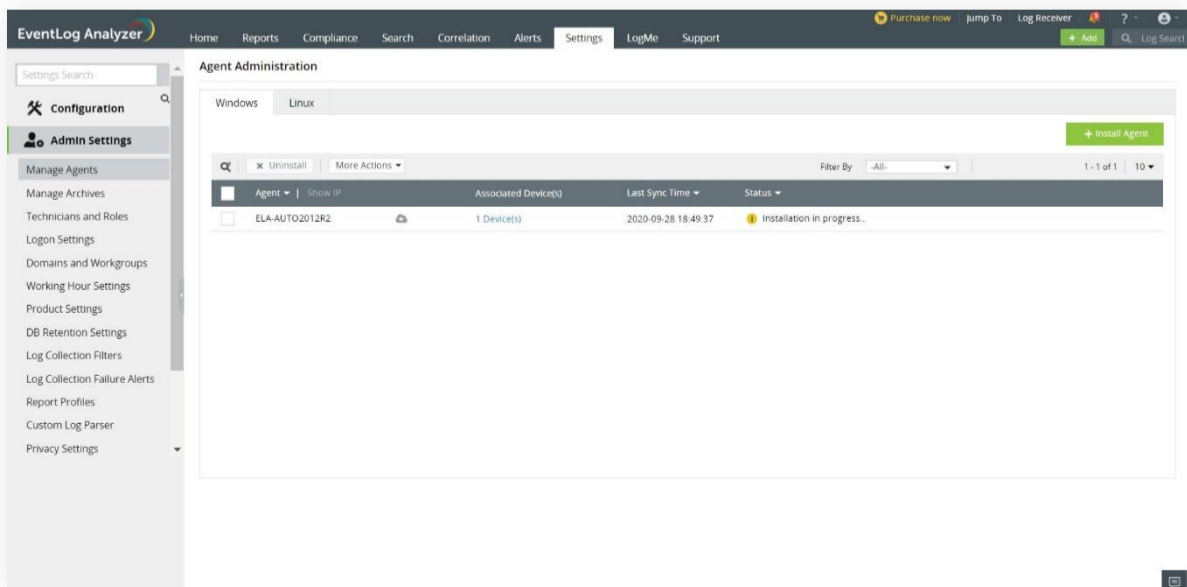 Purchase now Jump To Log Receiver ?
EventLog Analyzer
Home Reports Compliance Search Correlation Alerts Settings LogMe Support
+ Add Log Search
Settings Search
Agent Administration
Configuration
Windows Linux
Admin Settings
+ Install Agent
Manage Agents
Uninstall More Actions Filter By -All- 1 - 1 of 1 10
Manage Archives
Agent | Show IP Associated Device(s) Last Sync Time Status
Technicians and Roles
ELA-AUTO2012R2 1 Device(s) 2020-09-28 18:49:37 Installation in progress..
Logon Settings
Domains and Workgroups
Working Hour Settings
Product Settings
DB Retention Settings
Log Collection Filters
Log Collection Failure Alerts
Report Profiles
Custom Log Parser
Privacy Settings